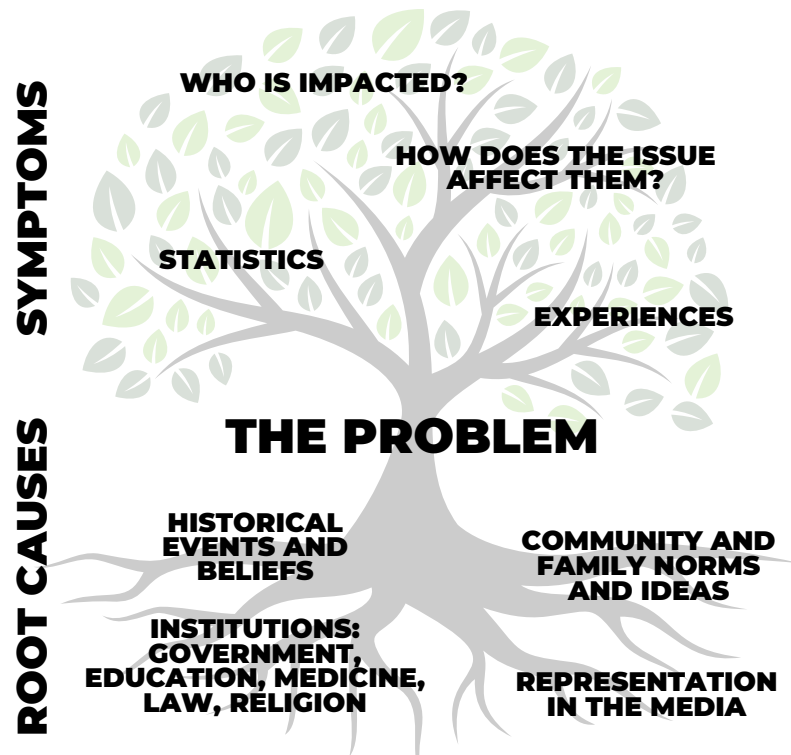 SYMPTOMS
WHO IS IMPACTED?
HOW DOES THE ISSUE
AFFECT THEM?
STATISTICS
EXPERIENCES
THE PROBLEM
ROOT CAUSES
HISTORICAL
EVENTS AND
BELIEFS
COMMUNITY AND
FAMILY NORMS
AND IDEAS
INSTITUTIONS:
GOVERNMENT,
EDUCATION, MEDICINE,
LAW, RELIGION
REPRESENTATION
IN THE MEDIA